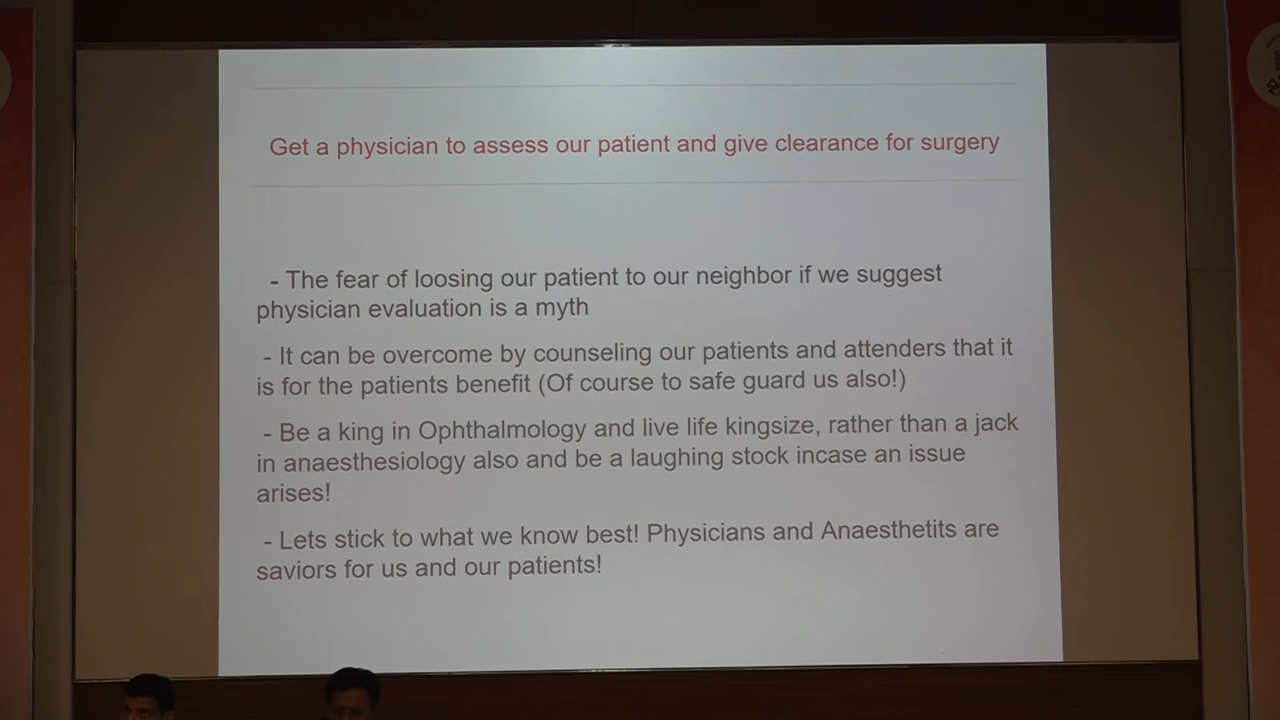 Get a physician to assess our patient and give clearance for surgery
- The fear of loosing our patient to our neighbor if we suggest
physician evaluation is a myth
- It can be overcome by counseling our patients and attenders that it
is for the patients benefit (Of course to safe guard us also!)
- Be a king in Ophthalmology and live life kingsize, rather than a jack
in anaesthesiology also and be a laughing stock incase an issue
arises!
- Lets stick to what we know best! Physicians and Anaesthetits are
saviors for us and our patients!